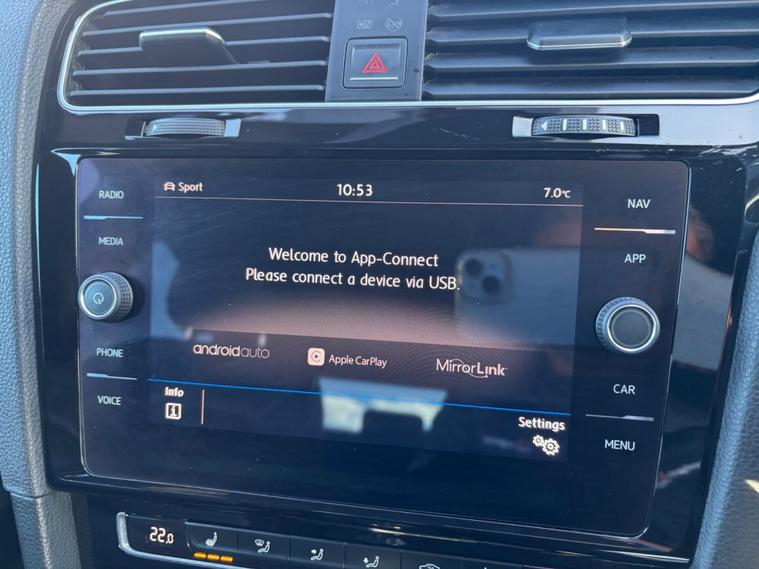 RADIO
MEDIA
PHONE
VOICE
Sport
10:53
7.0°C
Welcome to App-Connect
Please connect a device via USB.
androidauto
Apple CarPlay
MirrorLink
Info
Settings
NAV
APP
CAR
MENU
22.0